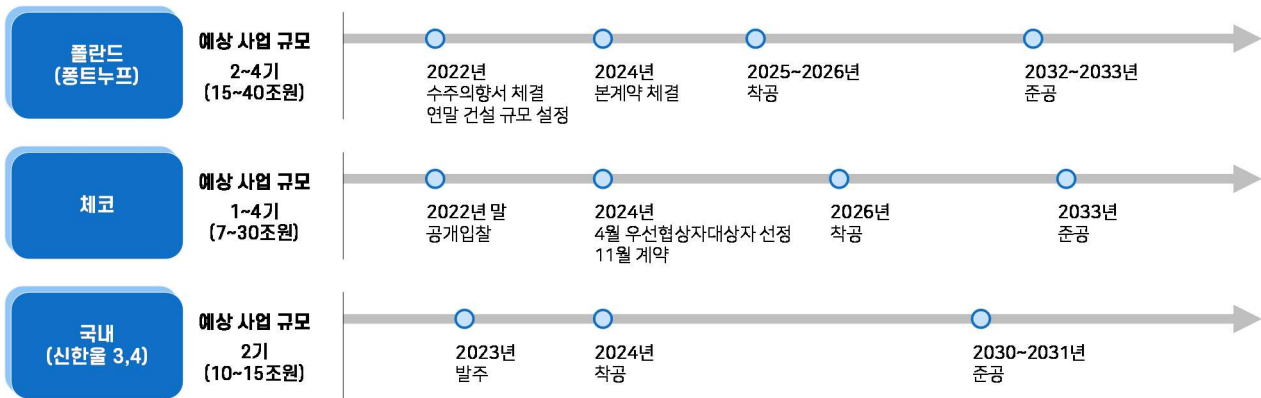 폴란드
(퐁트누프)
예상 사업 규모
2~4기
(15~40조원)
2022년
수주의향서 체결
연말 건설 규모 설정
2024년
본계약 체결
2025~2026년
착공
2032~2033년
준공
체코
예상 사업 규모
1~4기
(7~30조원)
2022년 말
공개입찰
2024년
4월 우선협상자대상자 선정
11월 계약
2026년
착공
2033년
준공
국내
(신한울 3,4)
예상 사업 규모
2기
(10~15조원)
2023년
발주
2024년
착공
2030~2031년
준공